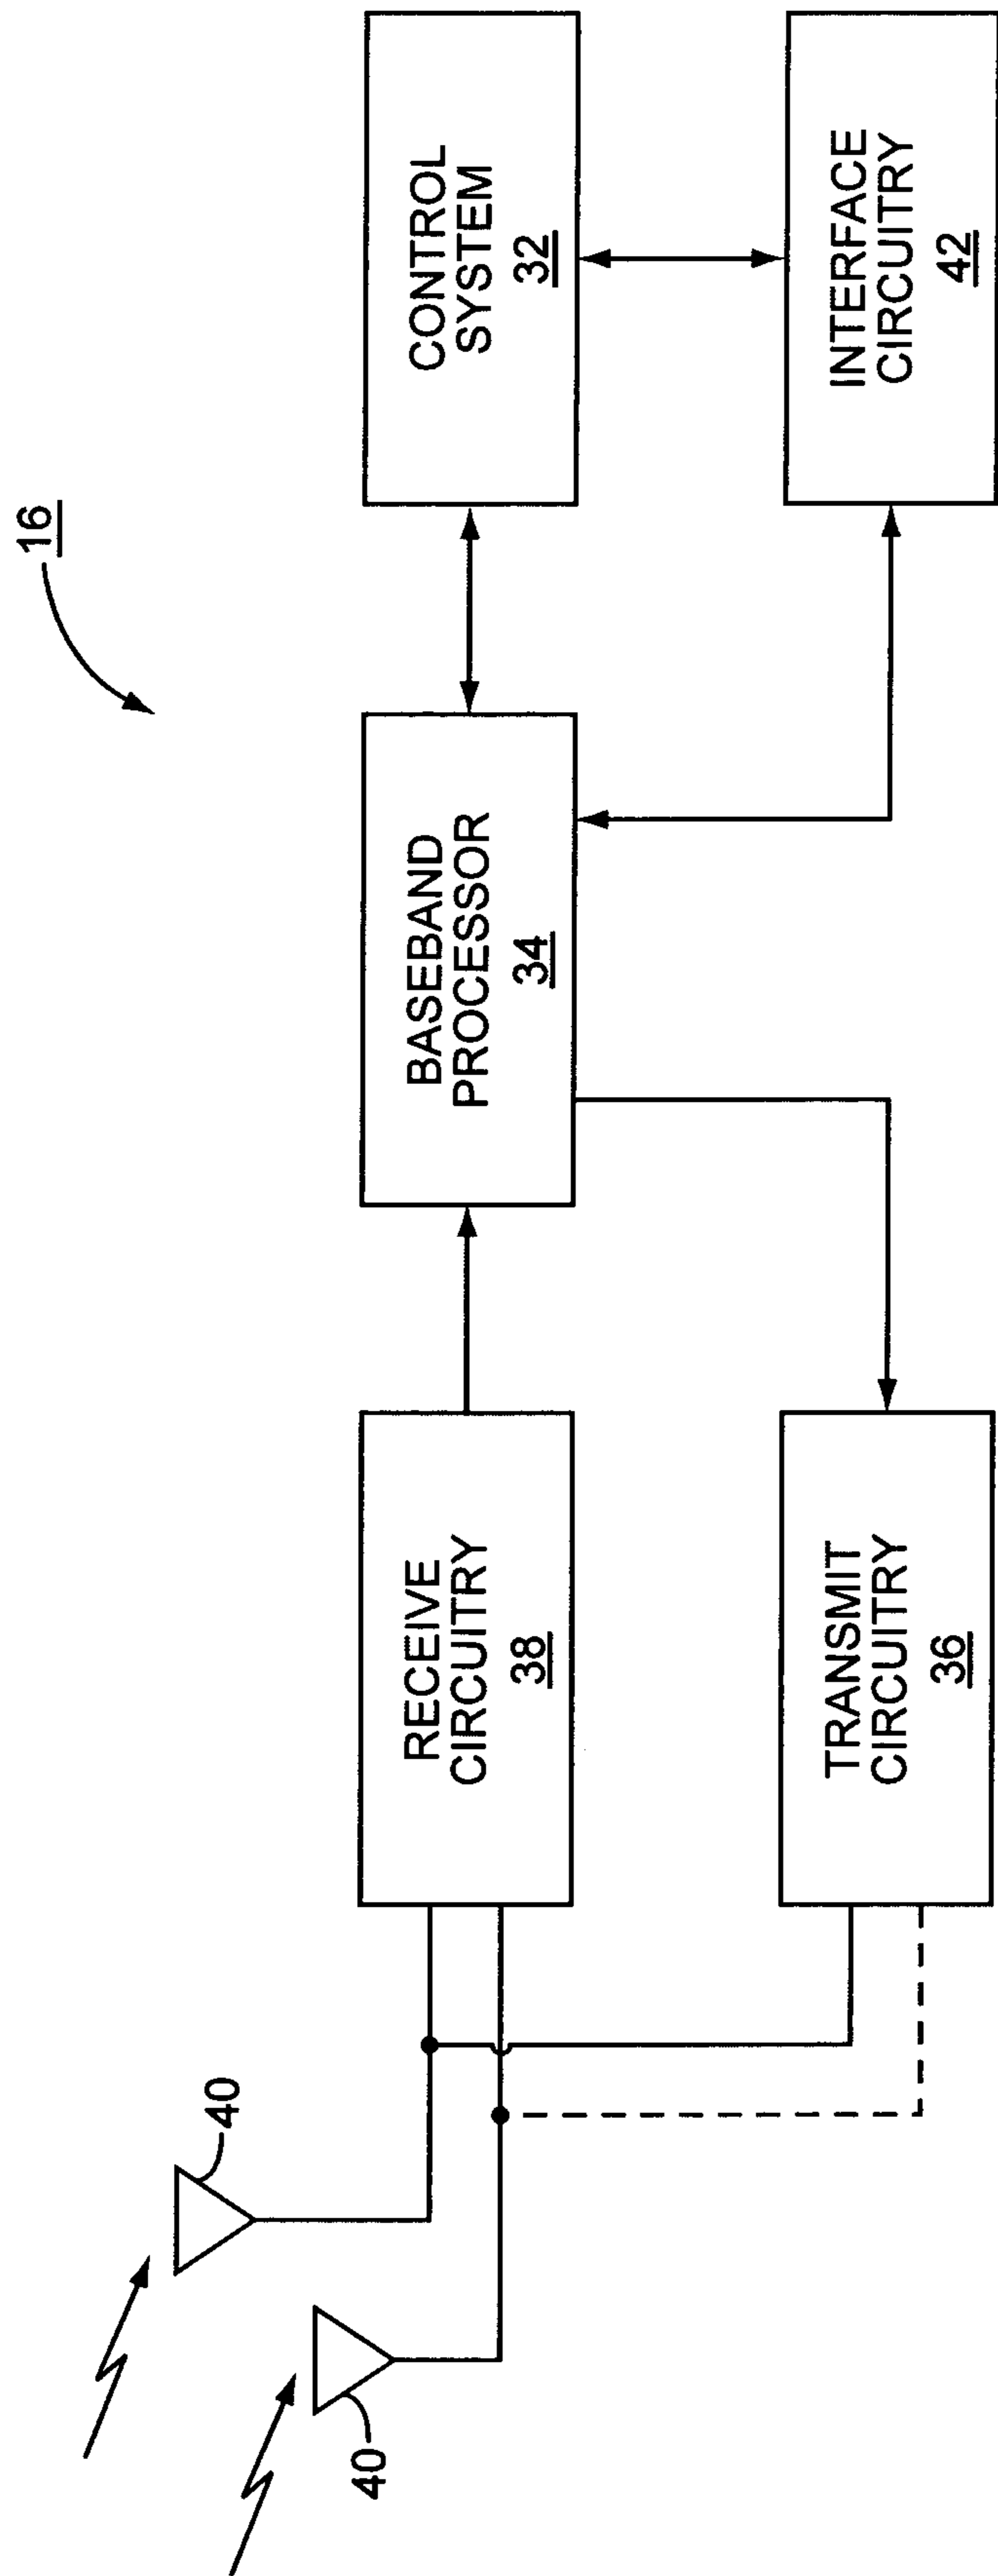 16
40
40
RECEIVE
CIRCUITRY
38
BASEBAND
PROCESSOR
34
CONTROL
SYSTEM
32
TRANSMIT
CIRCUITRY
36
INTERFACE
CIRCUITRY
42